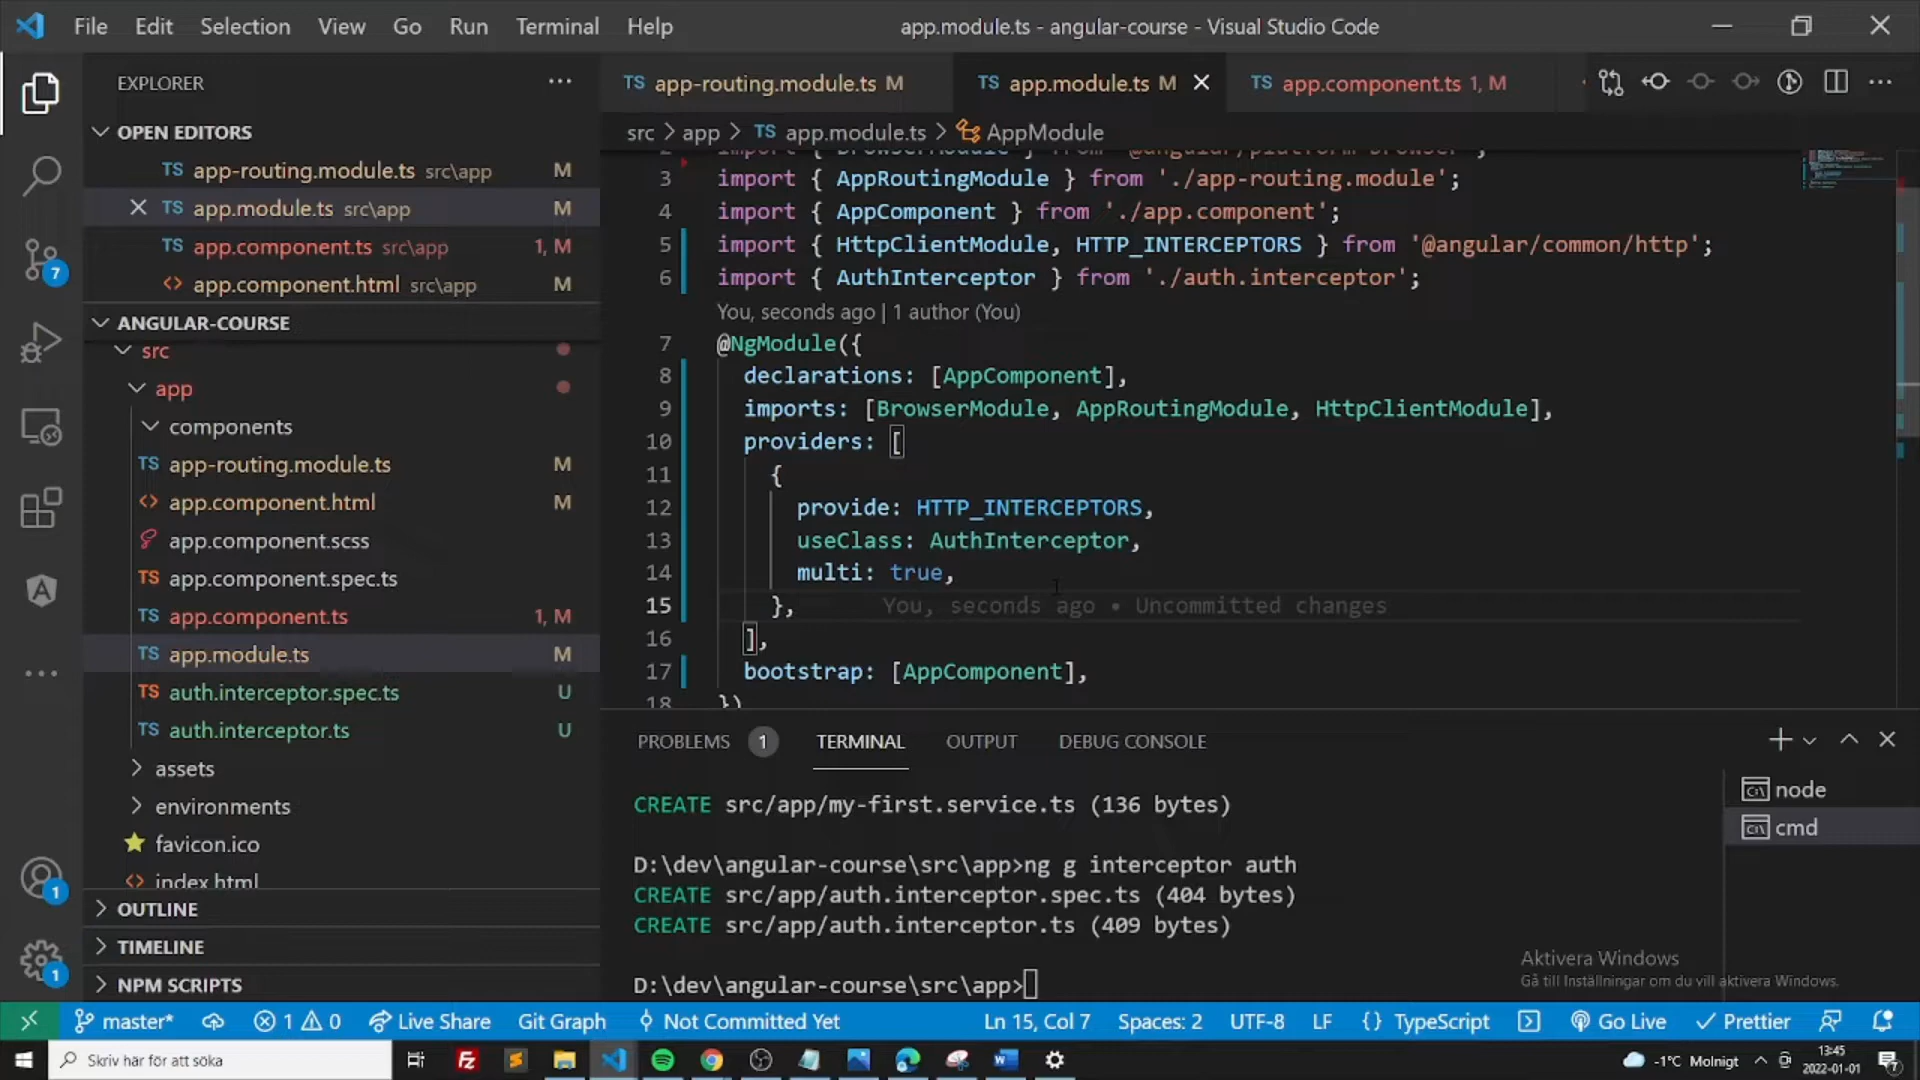 File Edit Selection View Go Run Terminal Help
app.module.ts - angular-course - Visual Studio Code
EXPLORER
OPEN EDITORS
TS app-routing.module.ts src\app M
TS app.module.ts src\app M
TS app.component.ts src\app 1, M
<> app.component.html src\app M
ANGULAR-COURSE
src
app
components
TS app-routing.module.ts M
<> app.component.html M
app.component.scss
TS app.component.spec.ts
TS app.component.ts 1, M
TS app.module.ts M
TS auth.interceptor.spec.ts U
TS auth.interceptor.ts U
assets
environments
favicon.ico
<> index.html
OUTLINE
TIMELINE
NPM SCRIPTS
7
1
1
TS app-routing.module.ts M
TS app.module.ts M
TS app.component.ts 1, M
src > app > TS app.module.ts > AppModule
2 import { BrowserModule } from '@angular/platform-browser';
3 import { AppRoutingModule } from './app-routing.module';
4 import { AppComponent } from './app.component';
5 import { HttpClientModule, HTTP_INTERCEPTORS } from '@angular/common/http';
6 import { AuthInterceptor } from './auth.interceptor';
You, seconds ago | 1 author (You)
7 @NgModule({
8 declarations: [AppComponent],
9 imports: [BrowserModule, AppRoutingModule, HttpClientModule],
10 providers: [
11 {
12 provide: HTTP_INTERCEPTORS,
13 useClass: AuthInterceptor,
14 multi: true,
15 }, You, seconds ago • Uncommitted changes
16 ],
17 bootstrap: [AppComponent],
18 })
PROBLEMS 1 TERMINAL OUTPUT DEBUG CONSOLE
CREATE src/app/my-first.service.ts (136 bytes)
D:\dev\angular-course\src\app>ng g interceptor auth
CREATE src/app/auth.interceptor.spec.ts (404 bytes)
CREATE src/app/auth.interceptor.ts (409 bytes)
D:\dev\angular-course\src\app>
node
cmd
Aktivera Windows
Gå till Inställningar om du vill aktivera Windows.
master* 1 0 Live Share Git Graph Not Committed Yet Ln 15, Col 7 Spaces: 2 UTF-8 LF {} TypeScript Go Live Prettier
Skriv här för att söka
-1°C Molnigt
13:45
2022-01-01
7